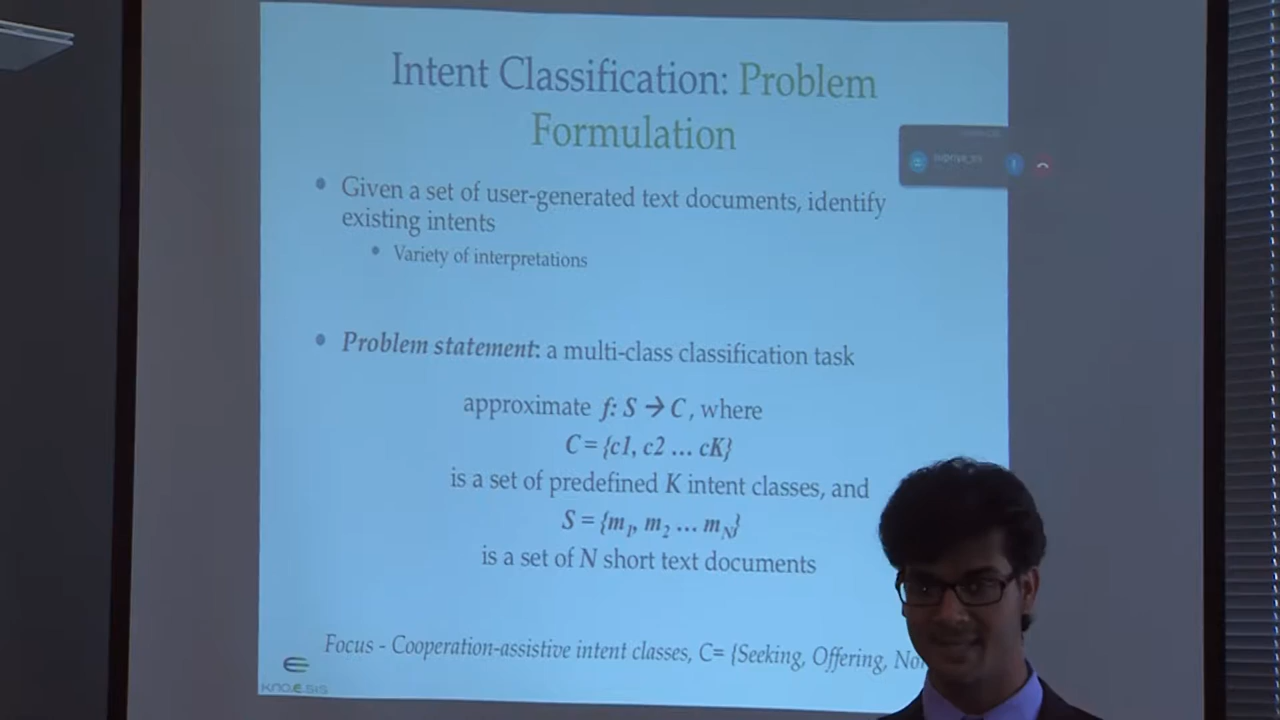 Intent Classification: Problem
Formulation
• Given a set of user-generated text documents, identify
existing intents
• Variety of interpretations
• Problem statement: a multi-class classification task
approximate f: S → C, where
C = {c1, c2 ... cK}
is a set of predefined K intent classes, and
S = {m1, m2 ... mN}
is a set of N short text documents
Focus - Cooperation-assistive intent classes, C= {Seeking, Offering,
KNO.E.SIS